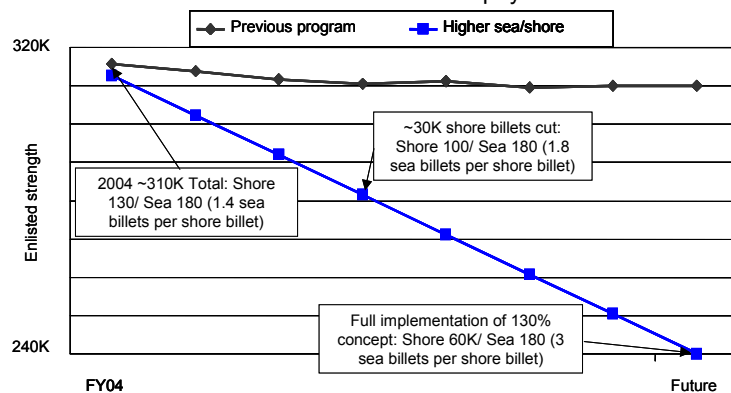 Previous program
Higher sea/shore
320K
~30K shore billets cut:
Shore 100/ Sea 180 (1.8
sea billets per shore billet)
2004 ~310K Total: Shore
130/ Sea 180 (1.4 sea
billets per shore billet)
Enlisted strength
Full implementation of 130%
concept: Shore 60K/ Sea 180 (3
sea billets per shore billet)
240K
FY04
Future